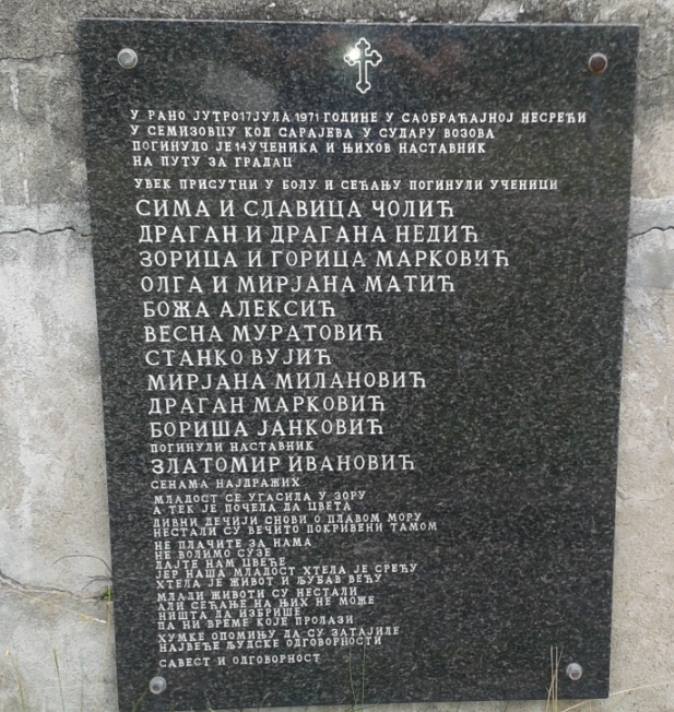 У РАНО ЈУТРО 17 ЈУЛА 1971 ГОДИНЕ У САОБРАЋАЈНОЈ НЕСРЕЋИ
У СЕМИЗОВЦУ КОД САРАЈЕВА У СУДАРУ ВОЗОВА
ПОГИНУЛО ЈЕ 14 УЧЕНИКА И ЊИХОВ НАСТАВНИК
НА ПУТУ ЗА ГРАДАЦ
УВЕК ПРИСУТНИ У БОЛУ И СЕЋАЊУ ПОГИНУЛИ УЧЕНИЦИ
СИМА И СЛАВИЦА ЧОЛИЋ
ДРАГАН И ДРАГАНА НЕДИЋ
ЗОРИЦА И ГОРИЦА МАРКОВИЋ
ОЛГА И МИРЈАНА МАТИЋ
БОЖА АЛЕКСИЋ
ВЕСНА МУРАТОВИЋ
СТАНКО ВУЈИЋ
МИРЈАНА МИЛАНОВИЋ
ДРАГАН МАРКОВИЋ
БОРИША ЈАНКОВИЋ
ПОГИНУЛИ НАСТАВНИК
ЗЛАТОМИР ИВАНОВИЋ
СЕНАМА НАЈДРАЖИХ
МЛАДОСТ СЕ УГАСИЛА У ЗОРУ
А ТЕК ЈЕ ПОЧЕЛА ДА ЦВЕТА
ДИВНИ ДЕЧИЈИ СНОВИ О ПЛАВОМ МОРУ
НЕСТАЛИ СУ ВЕЧИТО ПОКРИВЕНИ ТАМОМ
НЕ ПЛАЧИТЕ ЗА НАМА
НЕ ВОЛИМО СУЗЕ
ДАЈТЕ НАМ ЦВЕЋЕ
ЈЕР НАША МЛАДОСТ ХТЕЛА ЈЕ СРЕЋУ
ХТЕЛА ЈЕ ЖИВОТ И ЉУБАВ ВЕЋУ
МЛАДИ ЖИВОТИ СУ НЕСТАЛИ
АЛИ СЕЋАЊЕ НА ЊИХ НЕ МОЖЕ
НИШТА ДА ИЗБРИШЕ
ПА НИ ВРЕМЕ КОЈЕ ПРОЛАЗИ
ХУМКЕ ОПОМИЊУ ДА СУ ЗАТАЈИЛЕ
НАЈВЕЋЕ ЉУДСКЕ ОДГОВОРНОСТИ
САВЕСТ И ОДГОВОРНОСТ